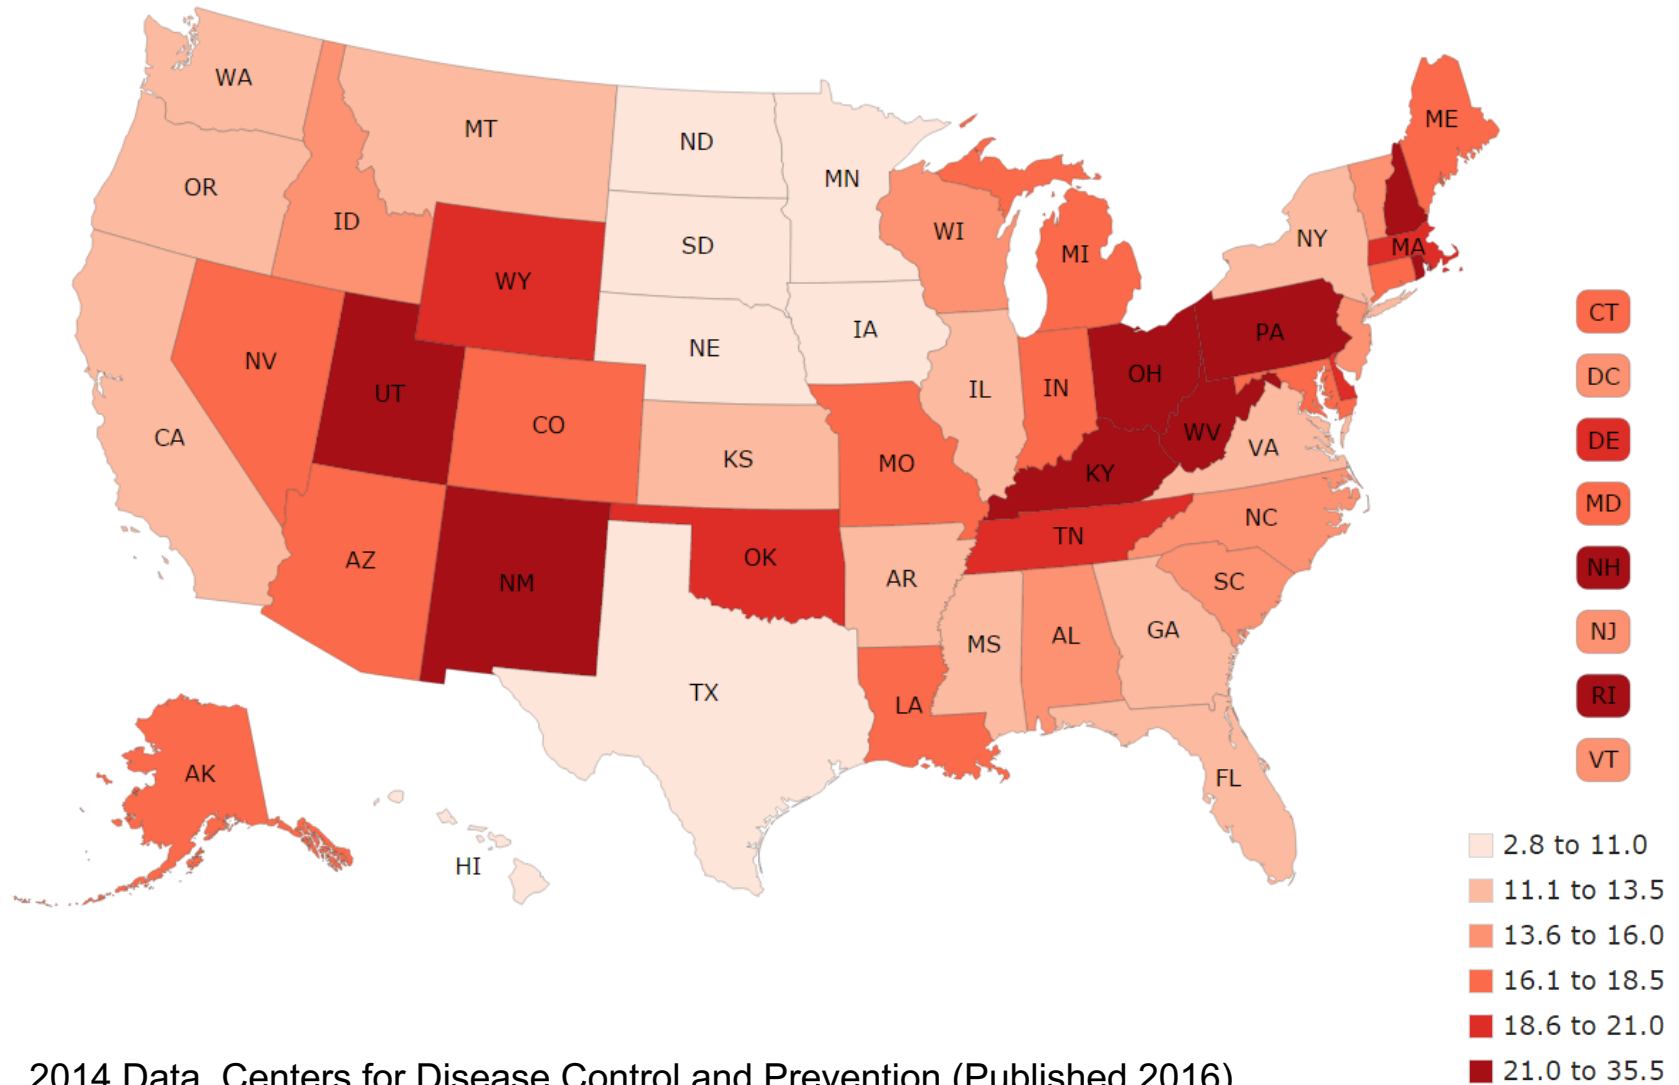 WA
MT
ND
MN
ME
OR
ID
SD
WI
MI
NY
MA
WY
NE
IA
PA
CT
NV
UT
CO
KS
MO
IL
IN
OH
WV
VA
KY
DC
CA
DE
MD
AZ
NM
OK
AR
TN
NC
SC
NH
MS
AL
GA
NJ
TX
LA
RI
AK
FL
VT
HI
2.8 to 11.0
11.1 to 13.5
13.6 to 16.0
16.1 to 18.5
18.6 to 21.0
21.0 to 35.5
2014 Data, Centers for Disease Control and Prevention (Published 2016)